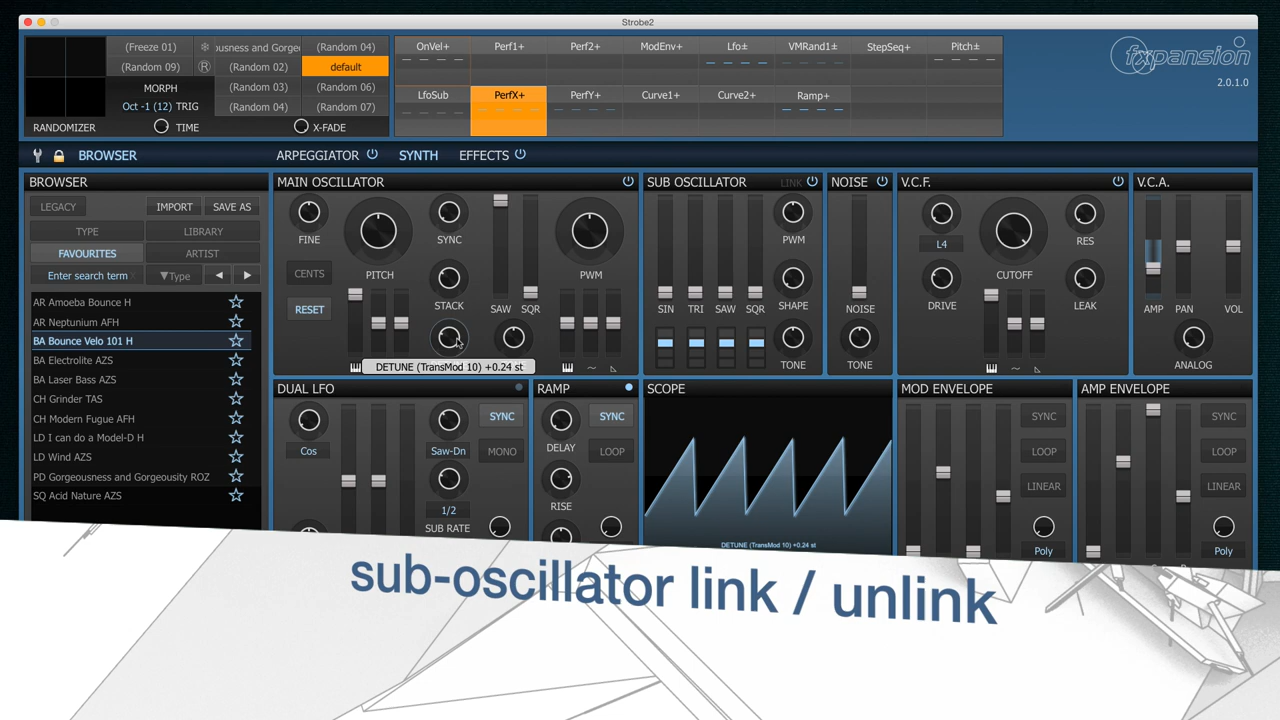 Strobe2
(Freeze 01)
ousness and Gorge
(Random 04)
(Random 09)
R
(Random 02)
default
MORPH
(Random 03)
(Random 06)
Oct -1 (12) TRIG
(Random 04)
(Random 07)
RANDOMIZER
TIME
X-FADE
OnVel+
Perf1+
Perf2+
ModEnv+
Lfo±
VMRand1±
StepSeq+
Pitch±
LfoSub
PerfX+
PerfY+
Curve1+
Curve2+
Ramp+
fxpansion
2.0.1.0
BROWSER
ARPEGGIATOR
SYNTH
EFFECTS
BROWSER
LEGACY
IMPORT
SAVE AS
TYPE
LIBRARY
FAVOURITES
ARTIST
Enter search term
▼Type
AR Amoeba Bounce H
AR Neptunium AFH
BA Bounce Velo 101 H
BA Electrolite AZS
BA Laser Bass AZS
CH Grinder TAS
CH Modern Fugue AFH
LD I can do a Model-D H
LD Wind AZS
PD Gorgeousness and Gorgeousity ROZ
SQ Acid Nature AZS
MAIN OSCILLATOR
FINE
PITCH
SYNC
PWM
CENTS
RESET
STACK
SAW
SQR
DETUNE (TransMod 10) +0.24 st
SUB OSCILLATOR
LINK
PWM
SIN
TRI
SAW
SQR
SHAPE
TONE
NOISE
NOISE
TONE
V.C.F.
L4
CUTOFF
RES
DRIVE
LEAK
V.C.A.
AMP
PAN
VOL
ANALOG
DUAL LFO
Cos
SYNC
Saw-Dn
MONO
1/2
SUB RATE
RAMP
SYNC
DELAY
LOOP
RISE
SCOPE
DETUNE (TransMod 10) +0.24 st
MOD ENVELOPE
SYNC
LOOP
LINEAR
Poly
AMP ENVELOPE
SYNC
LOOP
LINEAR
Poly
sub-oscillator link / unlink